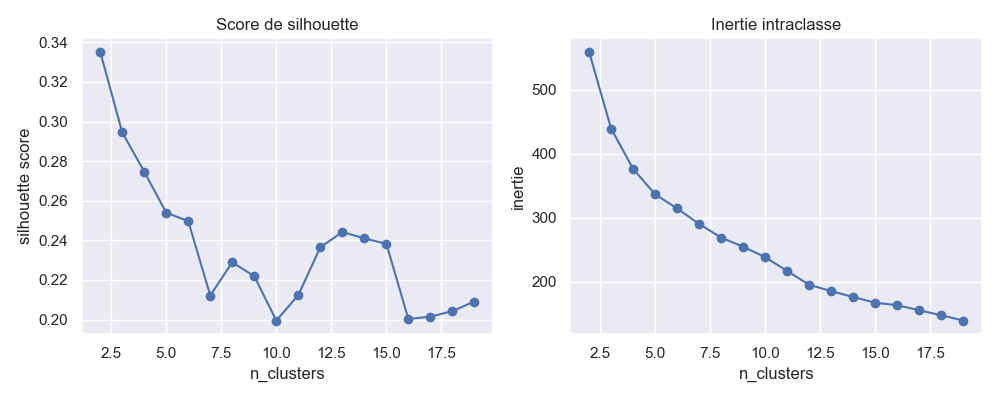 Score de silhouette
silhouette score
0.34
0.32
0.30
0.28
0.26
0.24
0.22
0.20
2.5 5.0 7.5 10.0 12.5 15.0 17.5
n_clusters
Inertie intraclasse
inertie
500
400
300
200
2.5 5.0 7.5 10.0 12.5 15.0 17.5
n_clusters